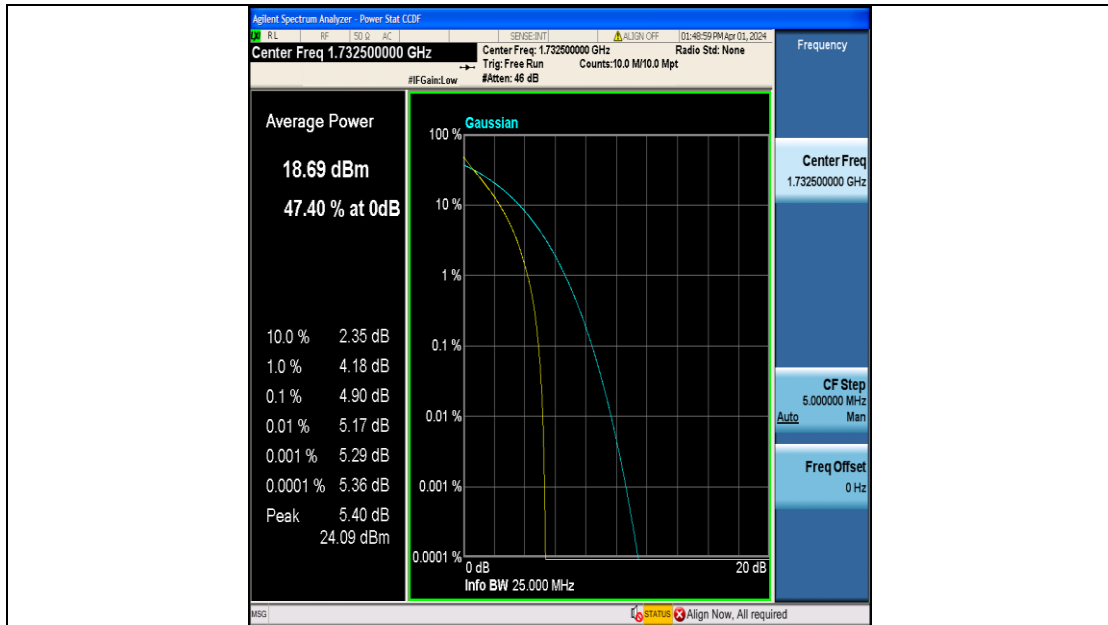 Agilent Spectrum Analyzer - Power Stat CCDF
RL RF 50 Ω AC SENSE:INT ALIGN OFF 01:48:59 PM Apr 01, 2024
Center Freq 1.732500000 GHz
Center Freq: 1.732500000 GHz Radio Std: None
Trig: Free Run Counts:10.0 M/10.0 Mpt
#IFGain:Low #Atten: 46 dB
Frequency
Average Power
18.69 dBm
47.40 % at 0dB
10.0 % 2.35 dB
1.0 % 4.18 dB
0.1 % 4.90 dB
0.01 % 5.17 dB
0.001 % 5.29 dB
0.0001 % 5.36 dB
Peak 5.40 dB
24.09 dBm
Gaussian
100 %
10 %
1 %
0.1 %
0.01 %
0.001 %
0.0001 %
0 dB 20 dB
Info BW 25.000 MHz
Center Freq
1.732500000 GHz
CF Step
5.000000 MHz
Auto Man
Freq Offset
0 Hz
MSG STATUS Align Now, All required